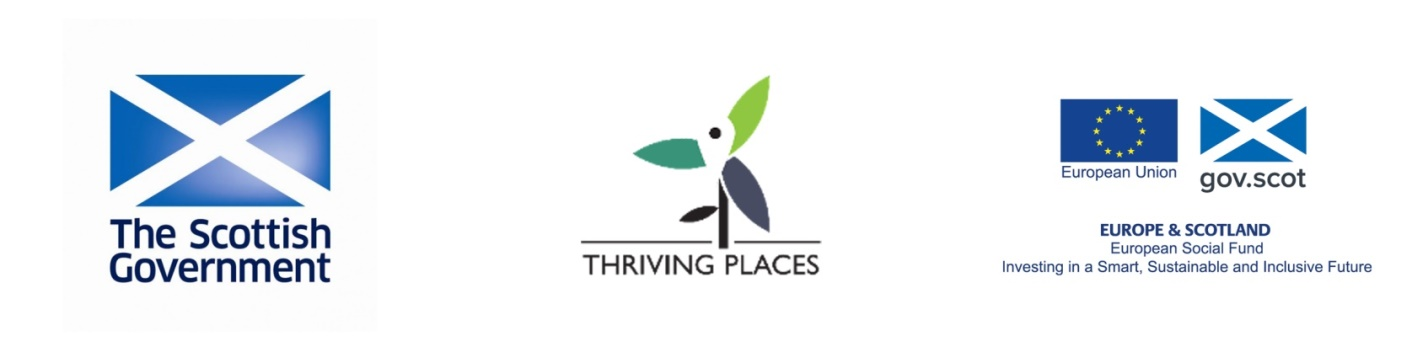 The Scottish
Government
THRIVING PLACES
European Union
gov.scot
EUROPE & SCOTLAND
European Social Fund
Investing in a Smart, Sustainable and Inclusive Future